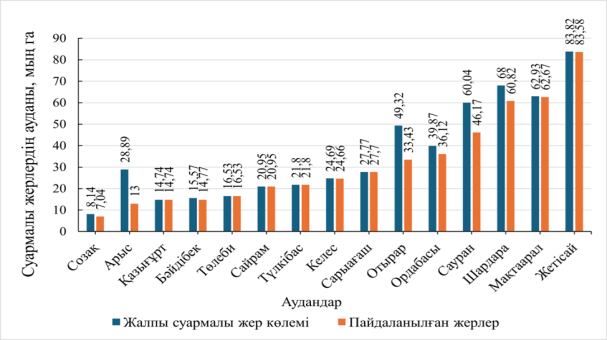 Суармалы жерлердің ауданы, мың га
90
80
70
60
50
40
30
20
10
0
8,14
7,04
28,89
13
14,74
14,74
15,57
14,77
16,53
16,53
20,95
20,95
21,8
21,8
24,69
24,66
27,77
27,7
49,32
33,43
39,87
36,12
60,04
46,17
68
60,82
62,93
62,67
83,82
83,58
Созақ
Арыс
Қазығұрт
Бәйдібек
Төлеби
Сайрам
Түлкібас
Келес
Сарыағаш
Отырар
Ордабасы
Сауран
Шардара
Мақтаарал
Жетісай
Аудандар
Жалпы суармалы жер көлемі
Пайдаланылған жерлер